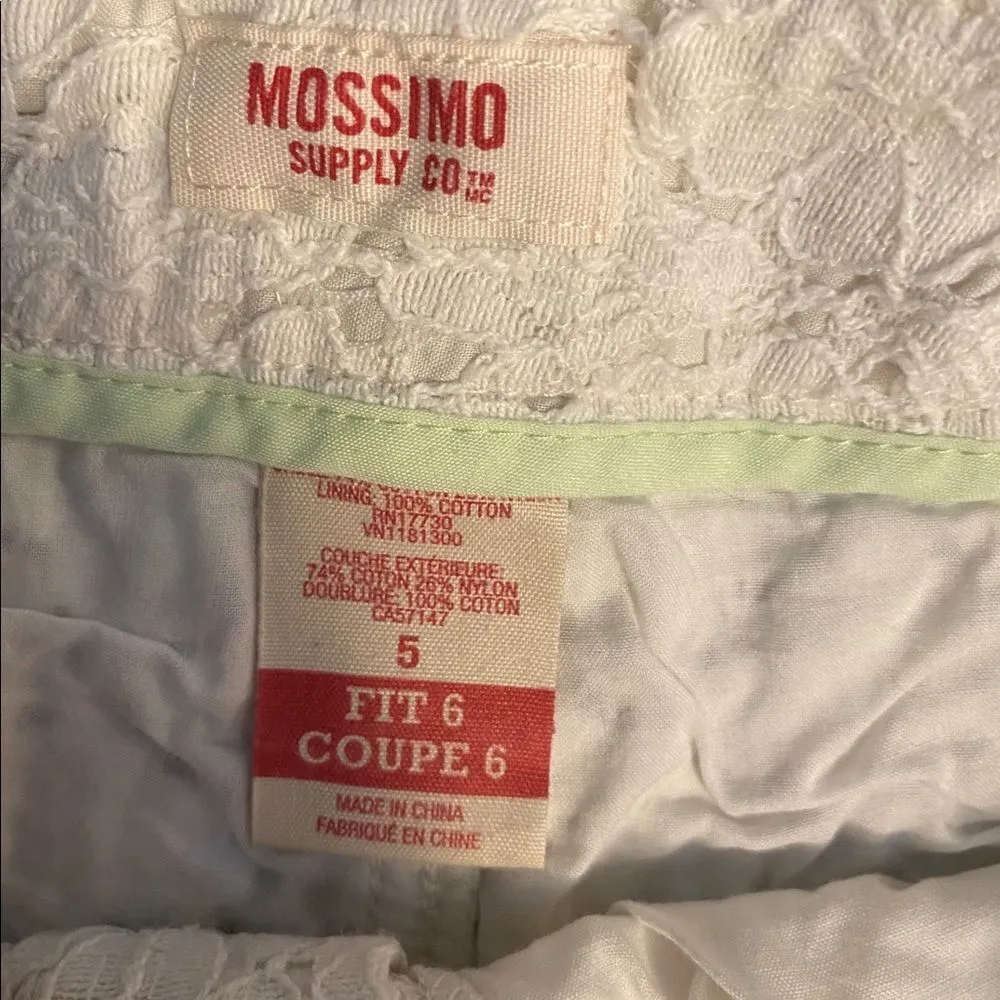 MOSSIMO
SUPPLY CO TM
MC
LINING: 100% COTTON
RN17730
VN1181300
COUCHE EXTÉRIEURE:
74% COTON 26% NYLON
DOUBLURE: 100% COTON
CA57147
5
FIT 6
COUPE 6
MADE IN CHINA
FABRIQUÉ EN CHINE